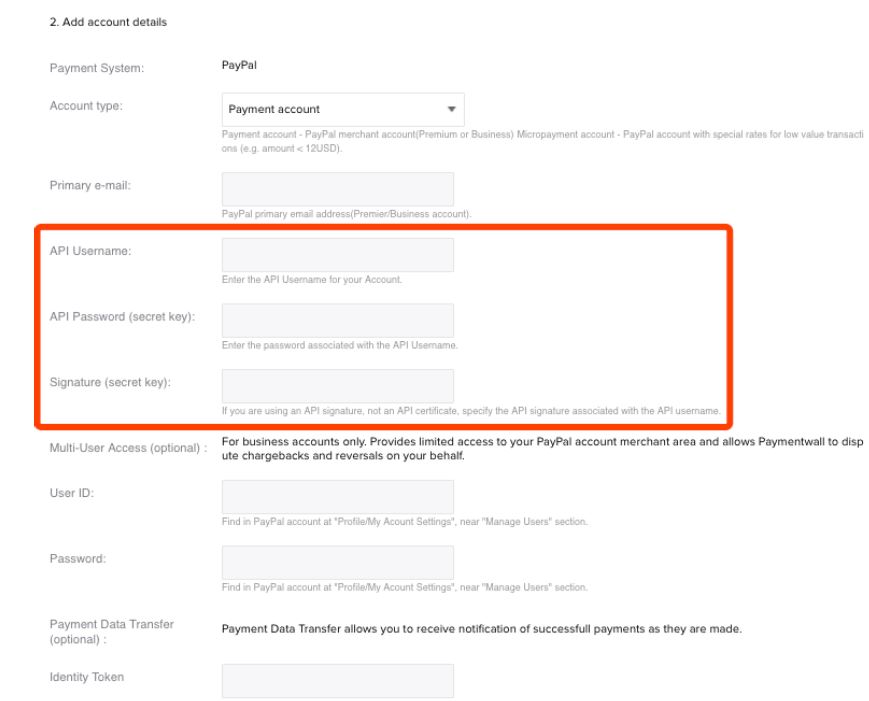 2. Add account details
Payment System:
PayPal
Account type:
Payment account
Payment account - PayPal merchant account(Premium or Business) Micropayment account - PayPal account with special rates for low value transacti
ons (e.g. amount < 12USD).
Primary e-mail:
PayPal primary email address(Premier/Business account).
API Username:
Enter the API Username for your Account.
API Password (secret key):
Enter the password associated with the API Username.
Signature (secret key):
If you are using an API signature, not an API certificate, specify the API signature associated with the API username.
Multi-User Access (optional) :
For business accounts only. Provides limited access to your PayPal account merchant area and allows Paymentwall to disp
ute chargebacks and reversals on your behalf.
User ID:
Find in PayPal account at "Profile/My Acount Settings", near "Manage Users" section.
Password:
Find in PayPal account at "Profile/My Acount Settings", near "Manage Users" section.
Payment Data Transfer
(optional) :
Payment Data Transfer allows you to receive notification of successfull payments as they are made.
Identity Token